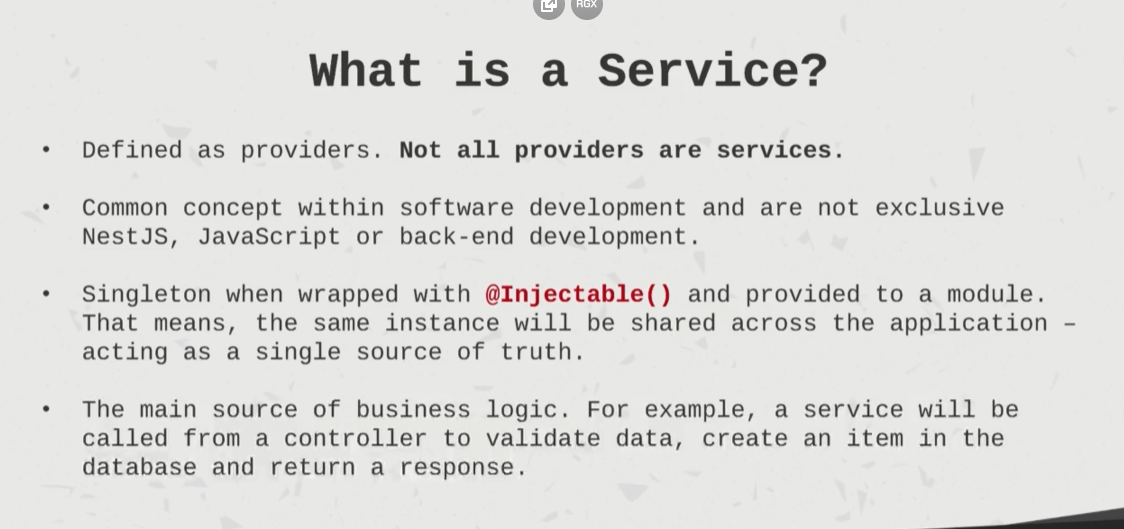 RGX
What is a Service?
• Defined as providers. Not all providers are services.
• Common concept within software development and are not exclusive
NestJS, JavaScript or back-end development.
• Singleton when wrapped with @Injectable() and provided to a module.
That means, the same instance will be shared across the application –
acting as a single source of truth.
• The main source of business logic. For example, a service will be
called from a controller to validate data, create an item in the
database and return a response.